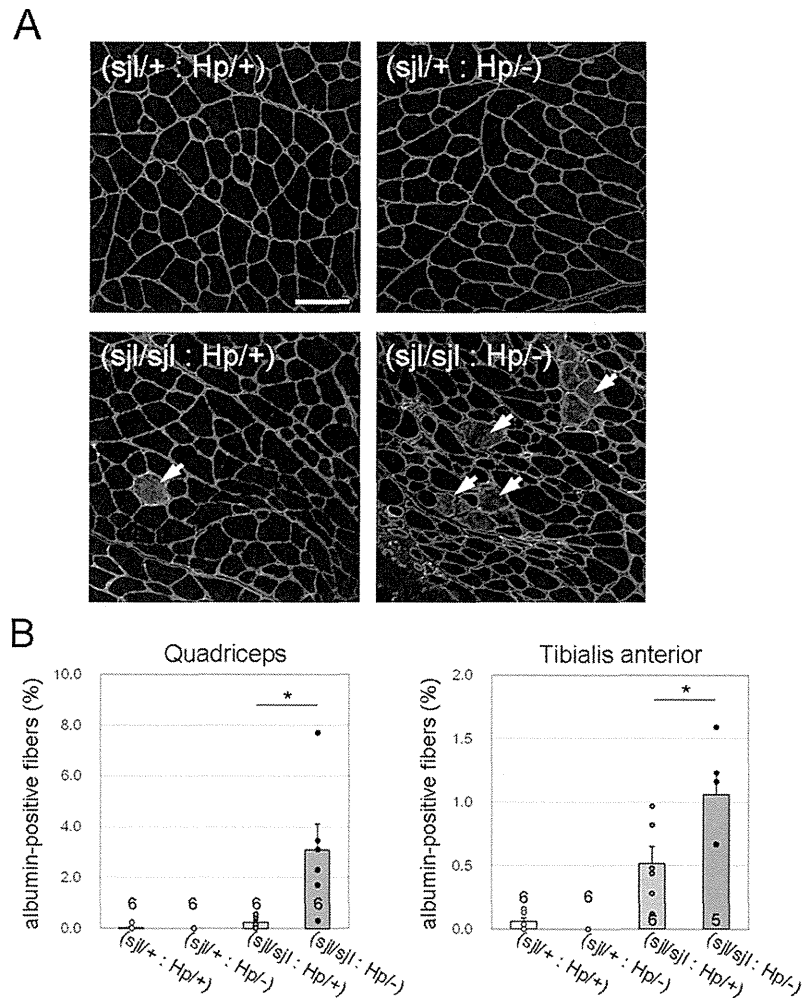 A
(sjl/+ : Hp/+)
(sjl/+ : Hp/-)
(sjl/sjl : Hp/+)
(sjl/sjl : Hp/-)
B
Quadriceps
albumin-positive fibers (%)
10.0
8.0
6.0
4.0
2.0
0.0
*
6
6
6
6
(sjl/+ : Hp/+)
(sjl/+ : Hp/-)
(sjl/sjl : Hp/+)
(sjl/sjl : Hp/-)
Tibialis anterior
albumin-positive fibers (%)
2.0
1.5
1.0
0.5
0.0
*
6
6
6
5
(sjl/+ : Hp/+)
(sjl/+ : Hp/-)
(sjl/sjl : Hp/+)
(sjl/sjl : Hp/-)